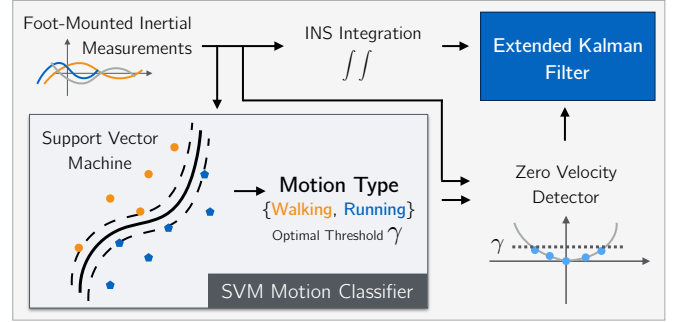 Foot-Mounted Inertial
Measurements
INS Integration
∫∫
Extended Kalman
Filter
Support Vector
Machine
Motion Type
{Walking, Running}
Optimal Threshold γ
SVM Motion Classifier
Zero Velocity
Detector
γ